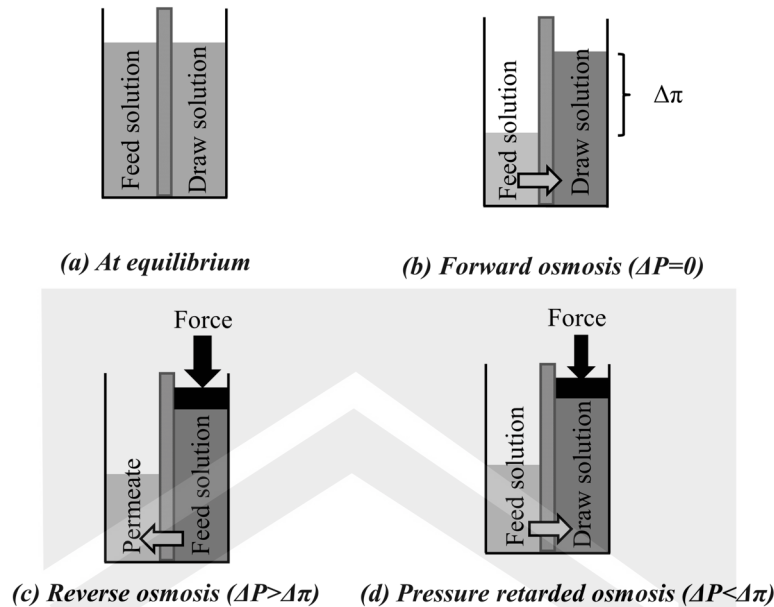 Feed solution
Draw solution
(a) At equilibrium
Feed solution
Draw solution
Δπ
(b) Forward osmosis (ΔP=0)
Force
Permeate
Feed solution
(c) Reverse osmosis (ΔP>Δπ)
Force
Feed solution
Draw solution
(d) Pressure retarded osmosis (ΔP<Δπ)